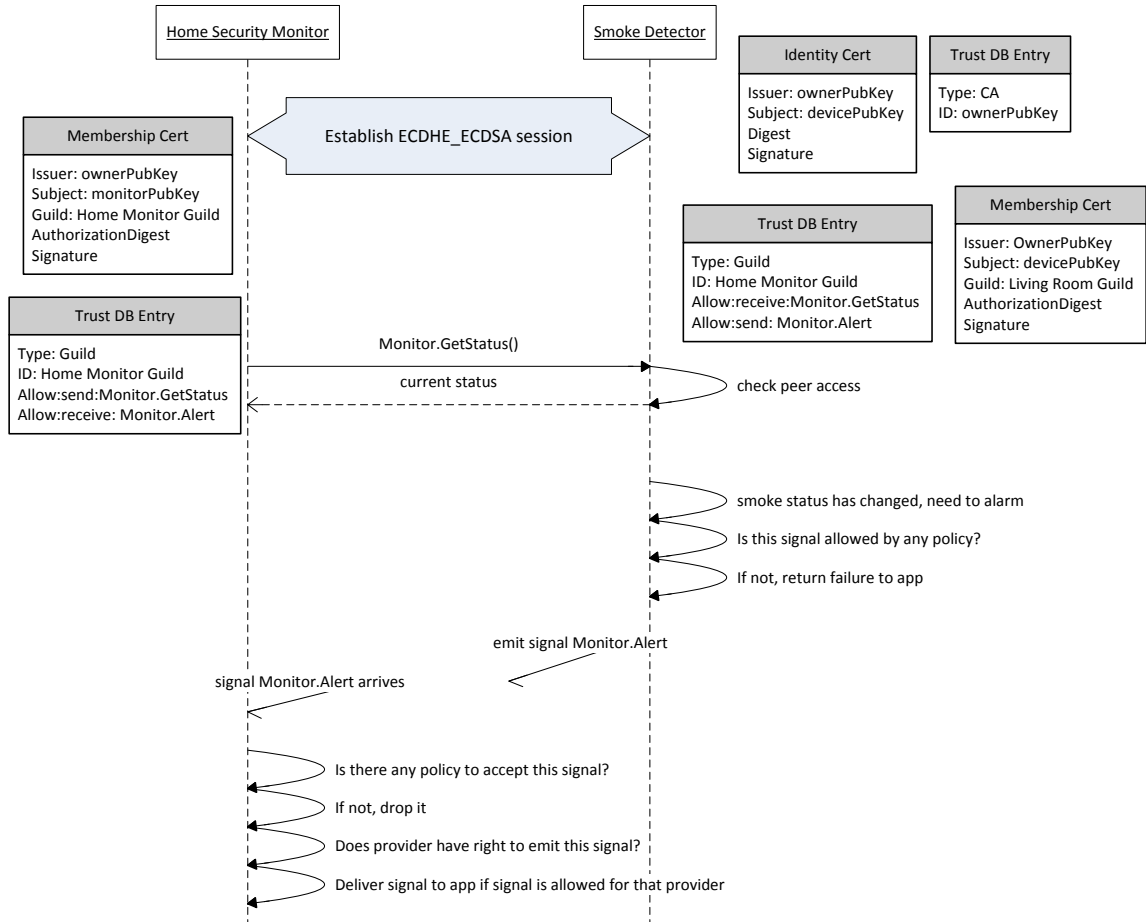 Home Security Monitor
Smoke Detector
Identity Cert
Issuer: ownerPubKey
Subject: devicePubKey
Digest
Signature
Trust DB Entry
Type: CA
ID: ownerPubKey
Establish ECDHE_ECDSA session
Membership Cert
Issuer: ownerPubKey
Subject: monitorPubKey
Guild: Home Monitor Guild
AuthorizationDigest
Signature
Trust DB Entry
Type: Guild
ID: Home Monitor Guild
Allow:receive:Monitor.GetStatus
Allow:send: Monitor.Alert
Membership Cert
Issuer: OwnerPubKey
Subject: devicePubKey
Guild: Living Room Guild
AuthorizationDigest
Signature
Trust DB Entry
Type: Guild
ID: Home Monitor Guild
Allow:send:Monitor.GetStatus
Allow:receive: Monitor.Alert
Monitor.GetStatus()
current status
check peer access
smoke status has changed, need to alarm
Is this signal allowed by any policy?
If not, return failure to app
emit signal Monitor.Alert
signal Monitor.Alert arrives
Is there any policy to accept this signal?
If not, drop it
Does provider have right to emit this signal?
Deliver signal to app if signal is allowed for that provider